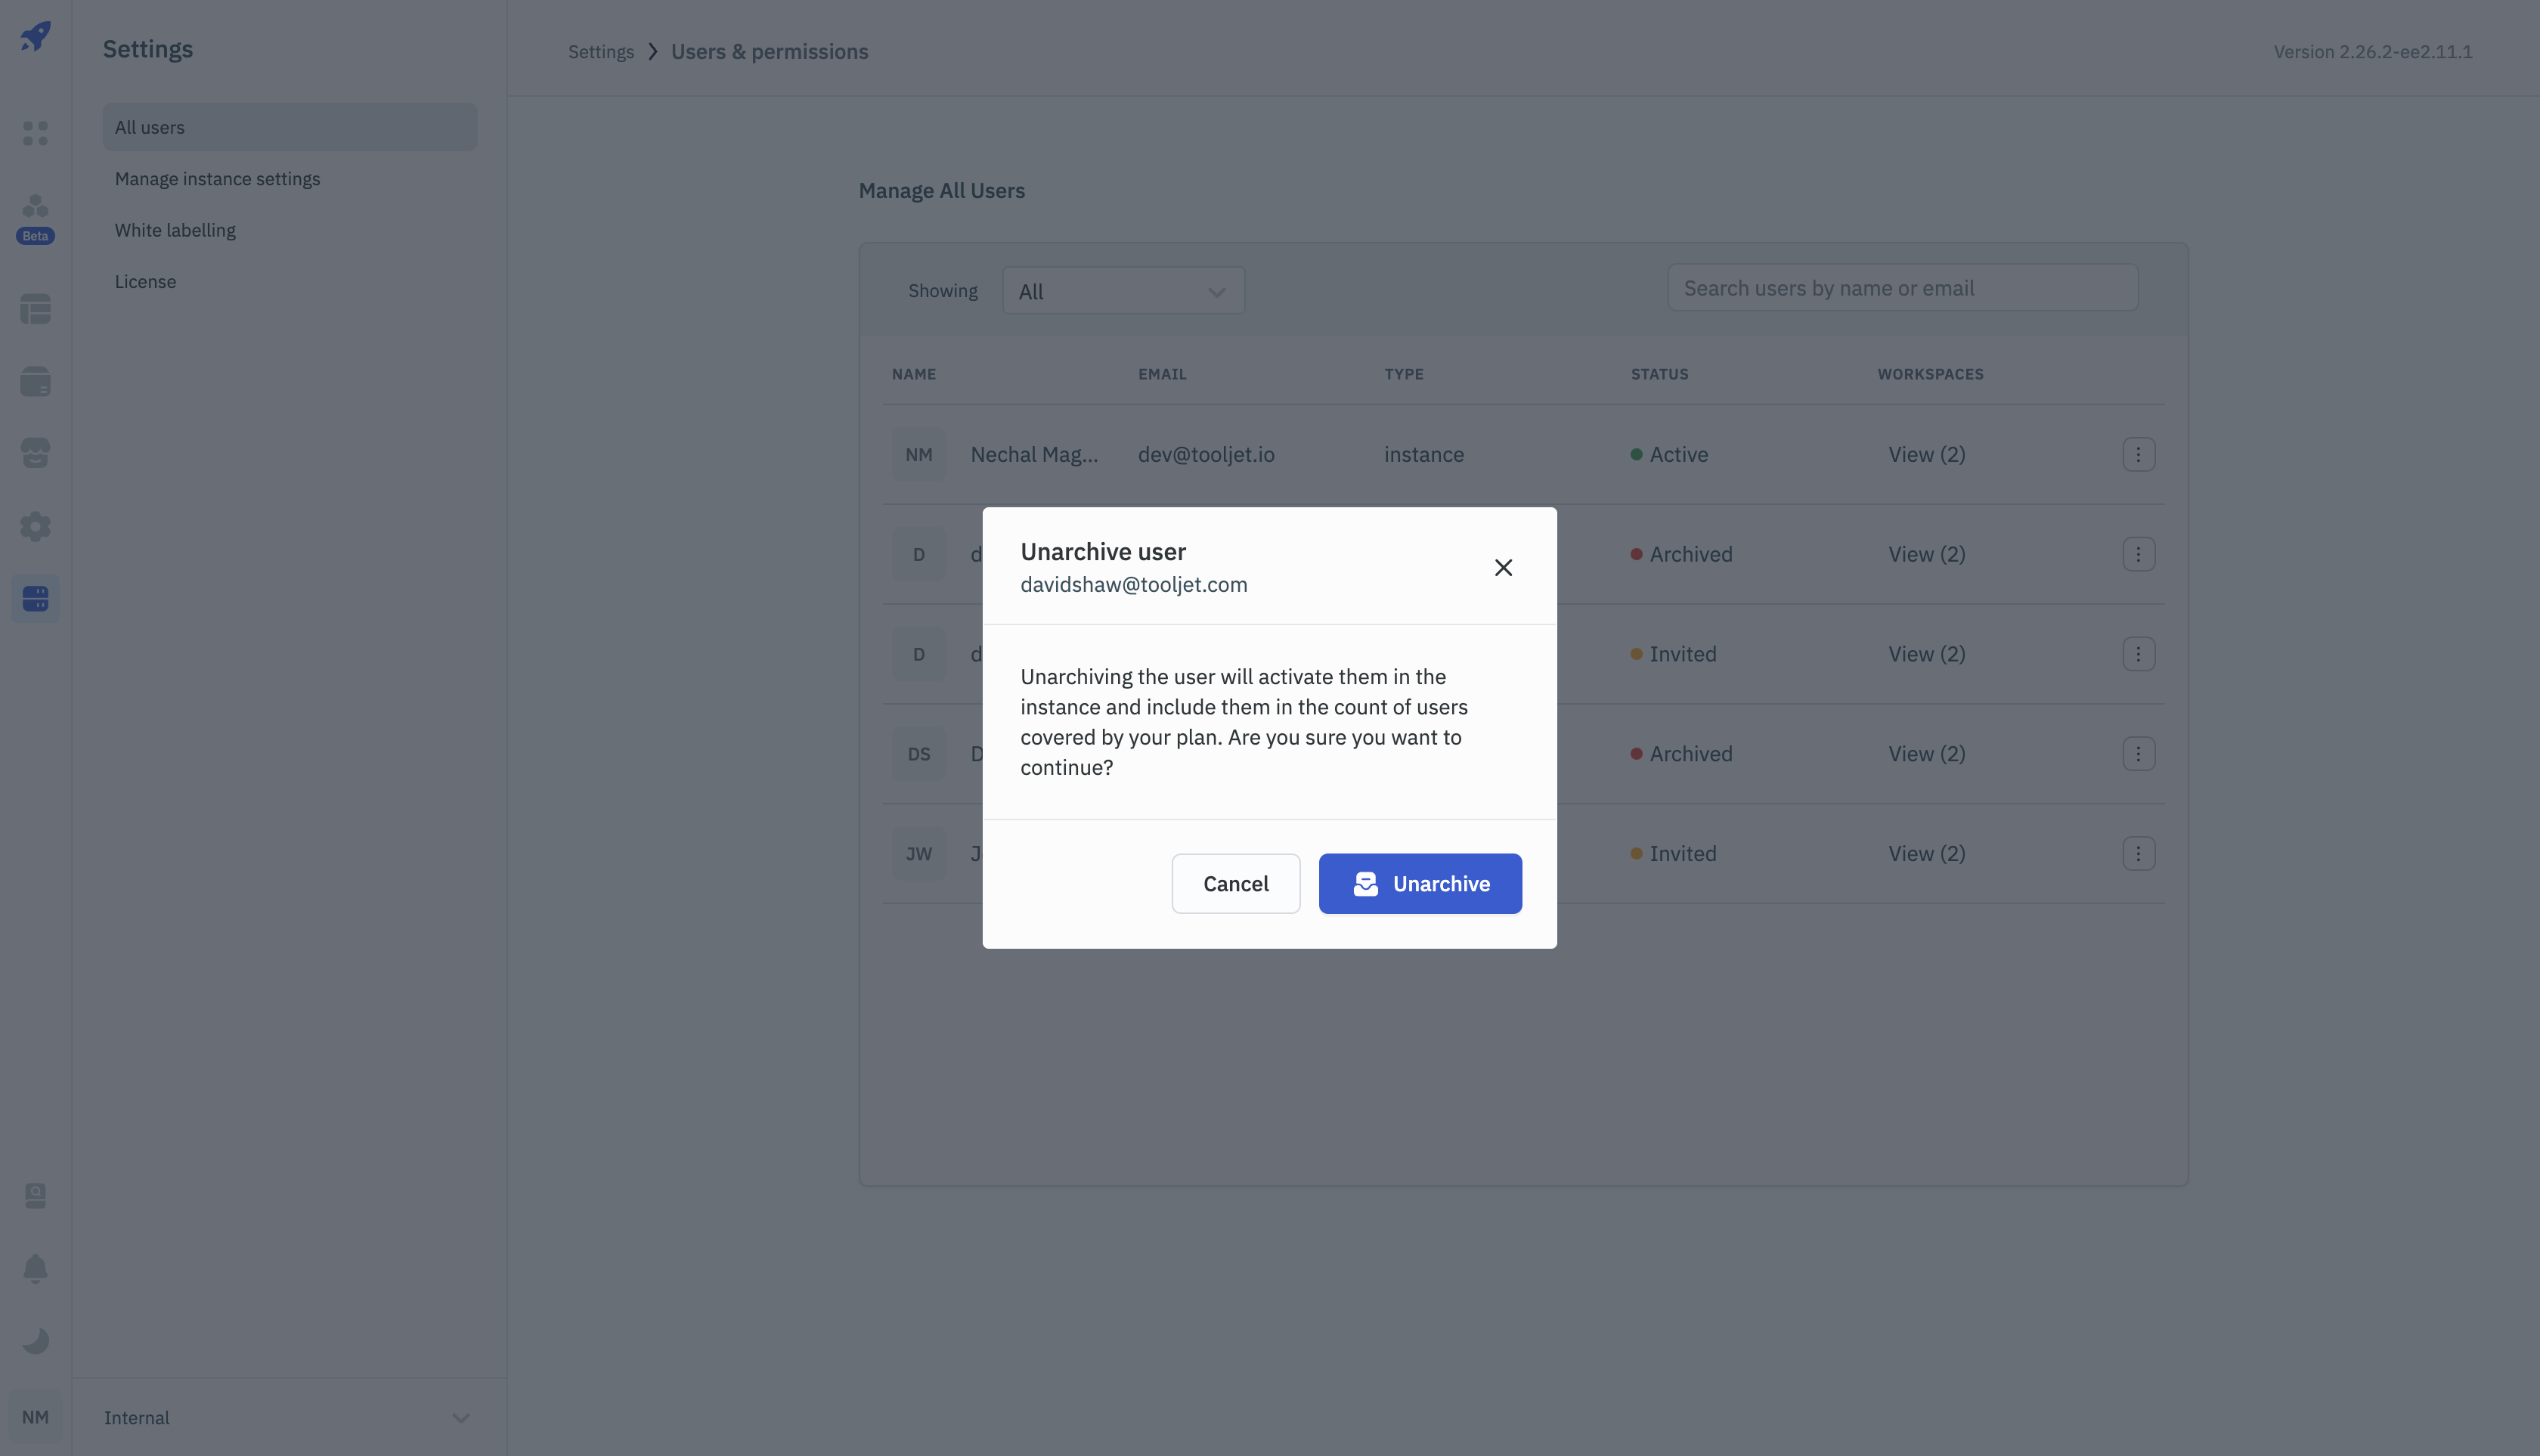 Settings
Settings > Users & permissions
Version 2.26.2-ee2.11.1
All users
Manage instance settings
White labelling
License
Beta
Manage All Users
Showing All
Search users by name or email
NAME EMAIL TYPE STATUS WORKSPACES
NM Nechal Mag... dev@tooljet.io instance Active View (2)
D d Archived View (2)
D d Invited View (2)
DS D Archived View (2)
JW J Invited View (2)
Unarchive user
davidshaw@tooljet.com
Unarchiving the user will activate them in the
instance and include them in the count of users
covered by your plan. Are you sure you want to
continue?
Cancel Unarchive
NM
Internal